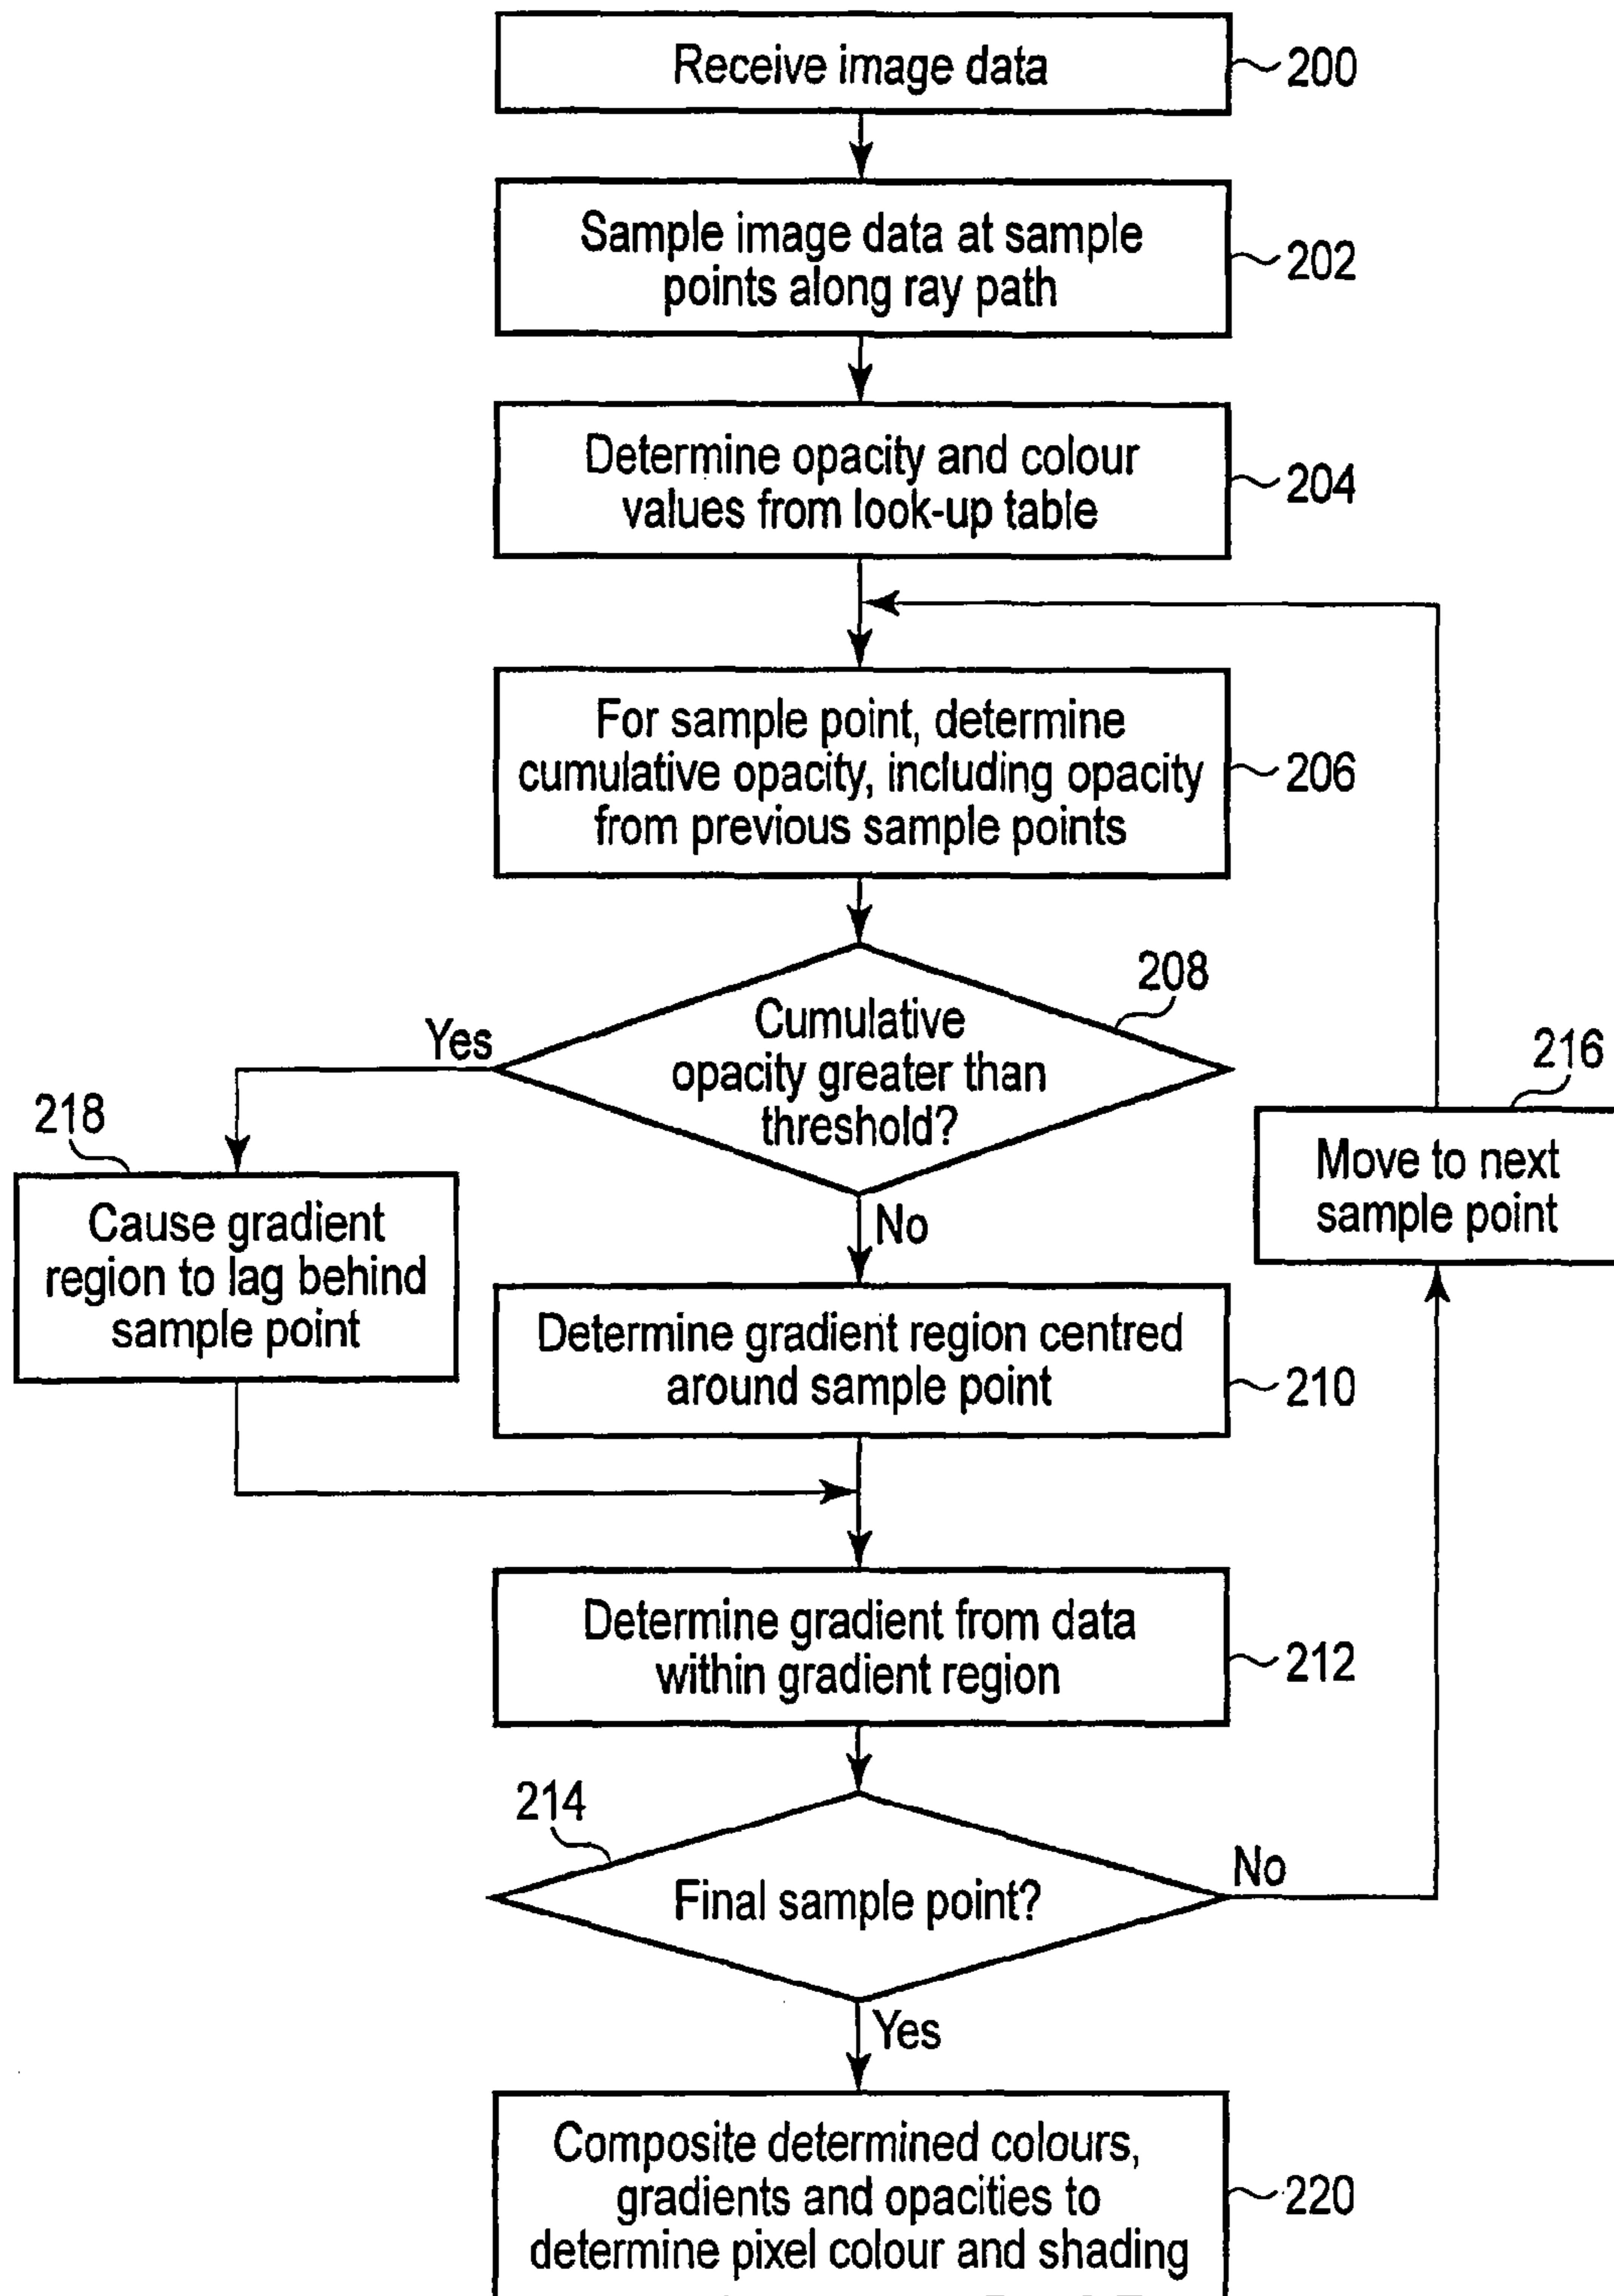 Receive image data
200
Sample image data at sample
points along ray path
202
Determine opacity and colour
values from look-up table
204
For sample point, determine
cumulative opacity, including opacity
from previous sample points
206
208
Cumulative
opacity greater than
threshold?
Yes
No
216
Move to next
sample point
218
Cause gradient
region to lag behind
sample point
Determine gradient region centred
around sample point
210
Determine gradient from data
within gradient region
212
214
Final sample point?
No
Yes
Composite determined colours,
gradients and opacities to
determine pixel colour and shading
220